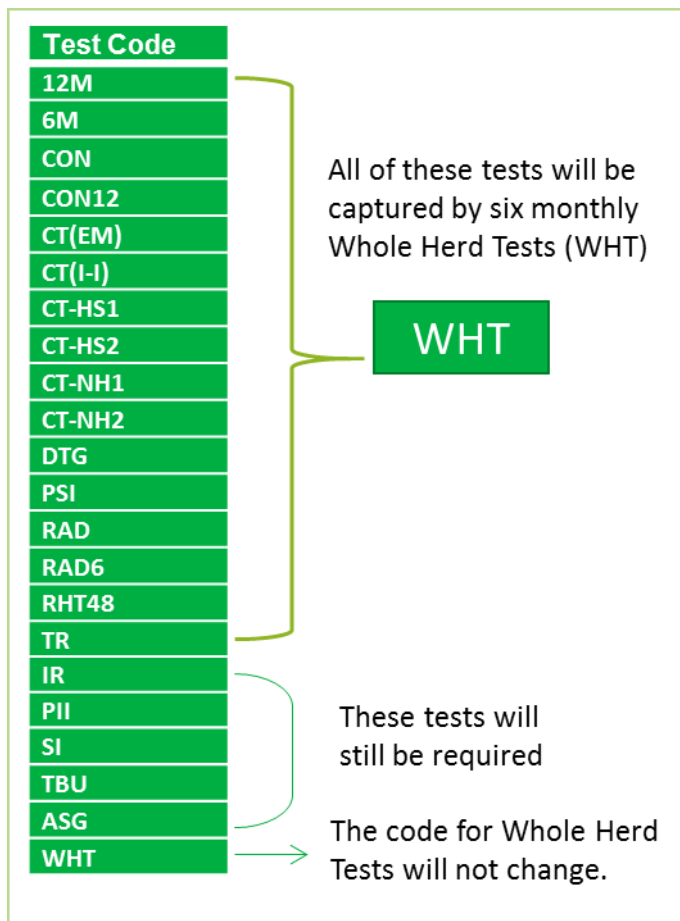 Test Code
12M
6M
CON
CON12
CT(EM)
CT(I-I)
CT-HS1
CT-HS2
CT-NH1
CT-NH2
DTG
PSI
RAD
RAD6
RHT48
TR
IR
PII
SI
TBU
ASG
WHT
All of these tests will be
captured by six monthly
Whole Herd Tests (WHT)
WHT
These tests will
still be required
The code for Whole Herd
Tests will not change.